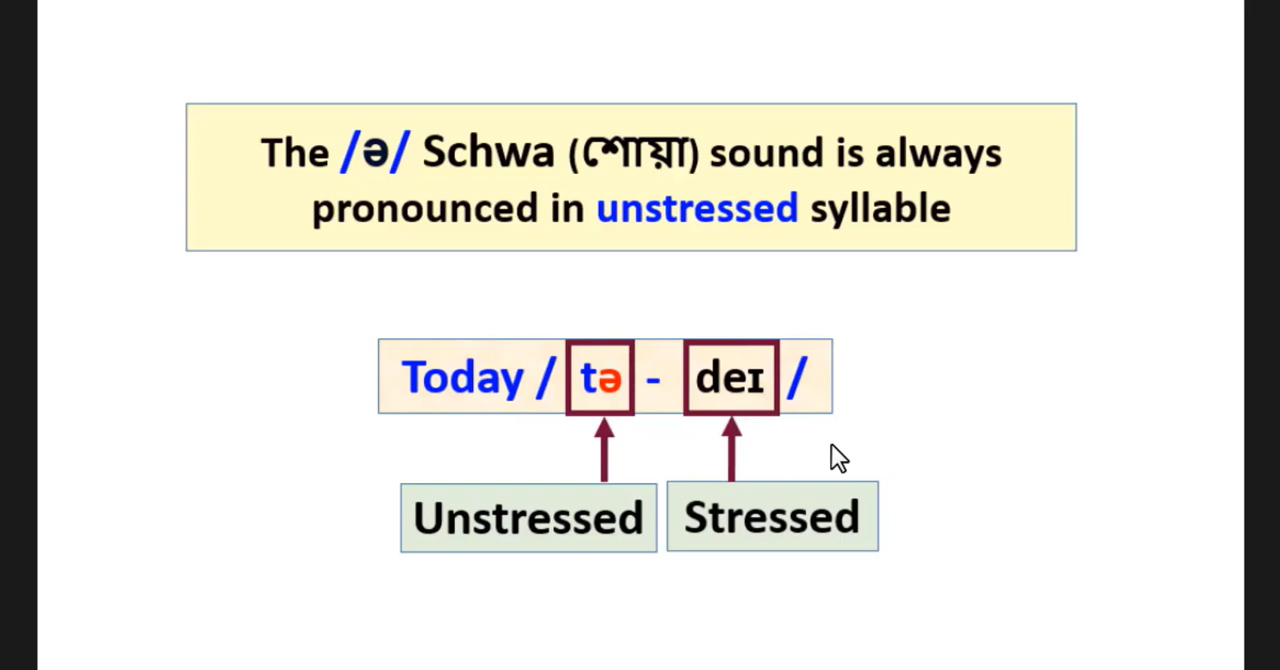 The /ə/ Schwa (শোয়া) sound is always
pronounced in unstressed syllable
Today / tə - deɪ /
Unstressed Stressed